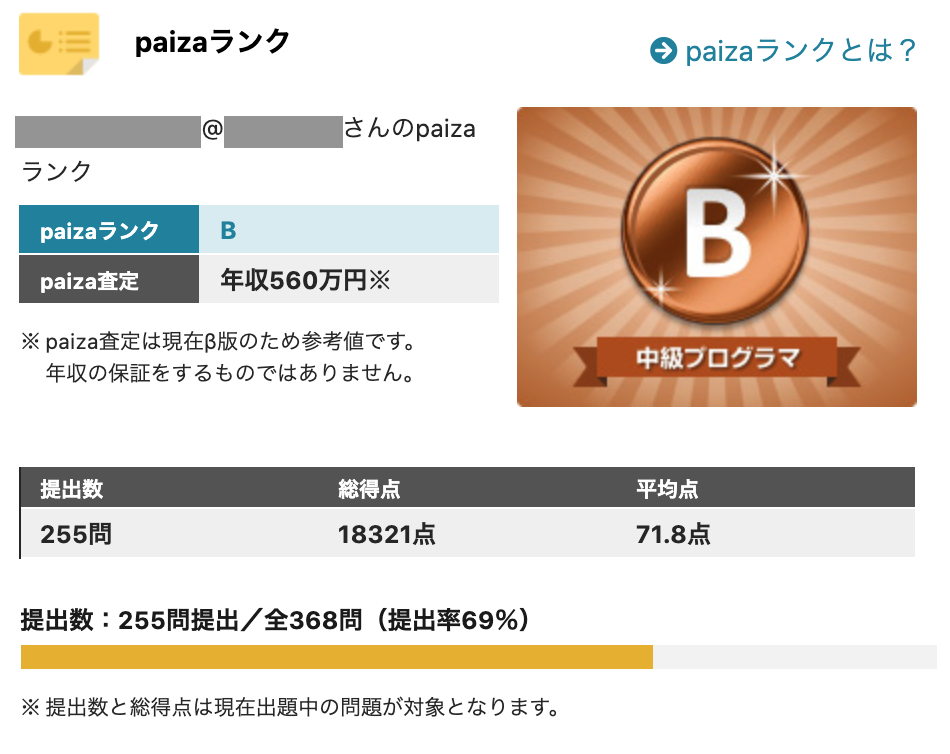 paizaランク
paizaランクとは？
@ さんのpaiza
ランク
paizaランク B
paiza査定 年収560万円※
※ paiza査定は現在β版のため参考値です。
年収の保証をするものではありません。
B
中級プログラマ
提出数 総得点 平均点
255問 18321点 71.8点
提出数：255問提出／全368問（提出率69%）
※ 提出数と総得点は現在出題中の問題が対象となります。